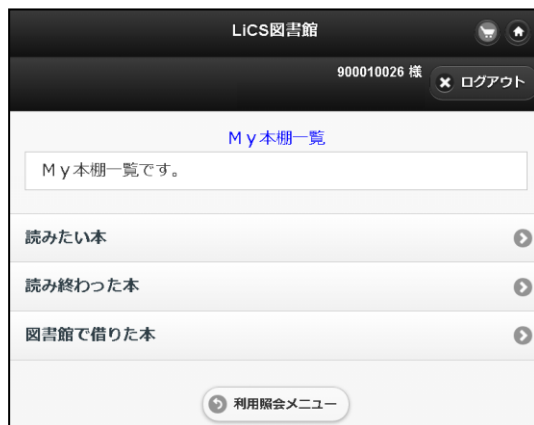 LiCS図書館
900010026 様
ログアウト
Ｍｙ本棚一覧
Ｍｙ本棚一覧です。
読みたい本
読み終わった本
図書館で借りた本
利用照会メニュー